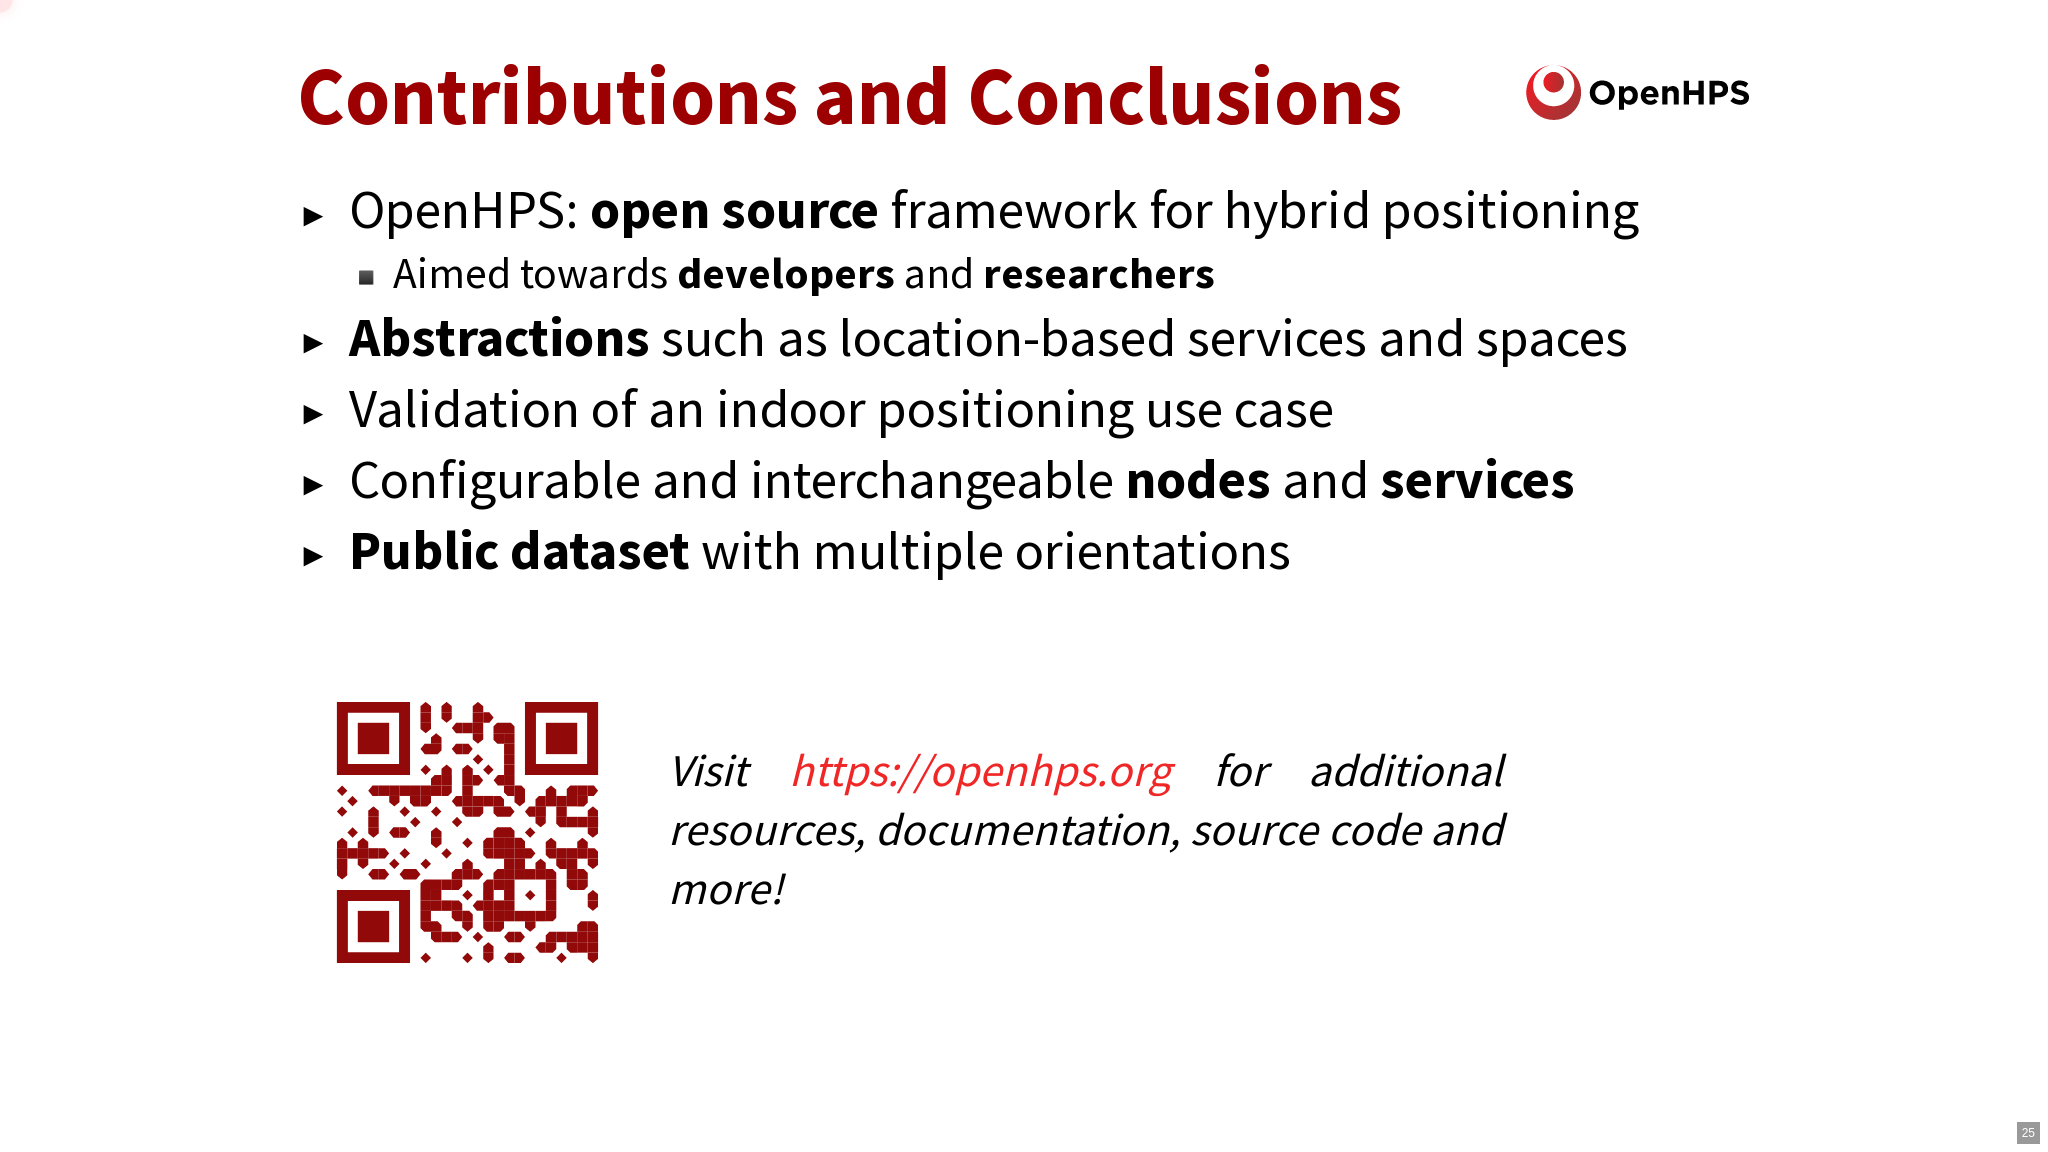 Contributions and Conclusions
OpenHPS
► OpenHPS: open source framework for hybrid positioning
▪ Aimed towards developers and researchers
► Abstractions such as location-based services and spaces
► Validation of an indoor positioning use case
► Configurable and interchangeable nodes and services
► Public dataset with multiple orientations
Visit https://openhps.org for additional
resources, documentation, source code and
more!
25